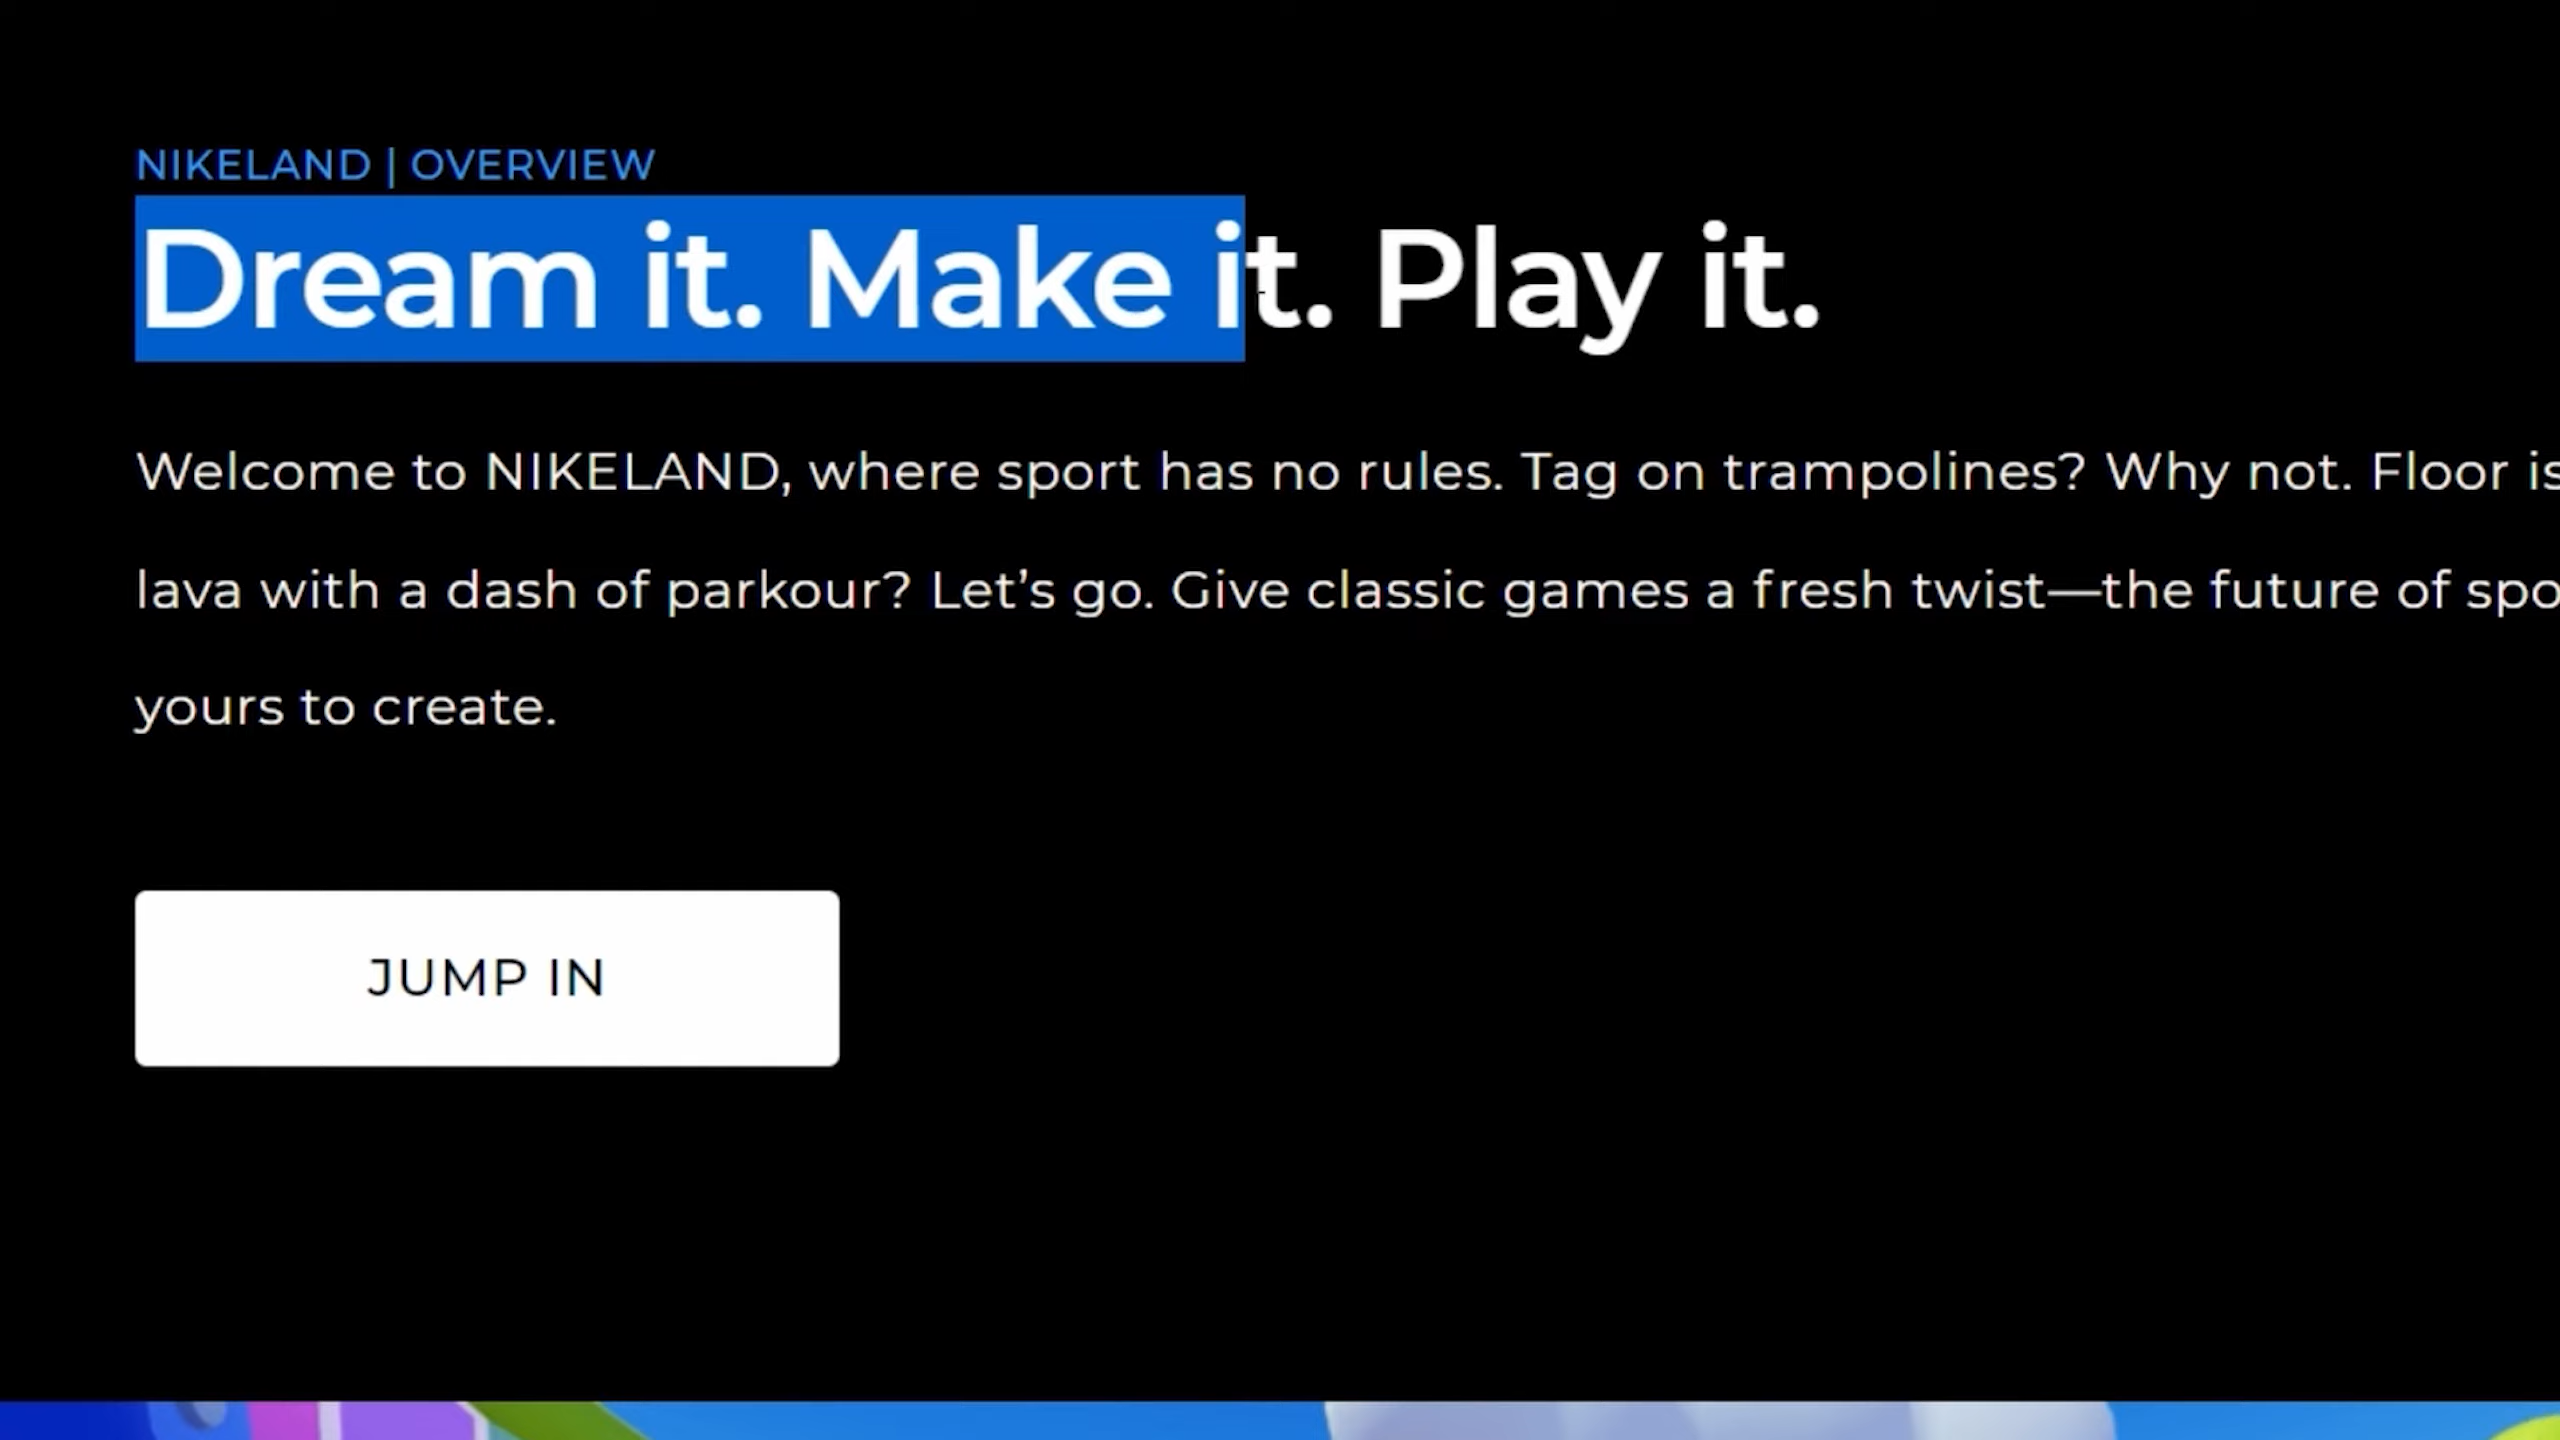 NIKELAND | OVERVIEW
Dream it. Make it. Play it.
Welcome to NIKELAND, where sport has no rules. Tag on trampolines? Why not. Floor is
lava with a dash of parkour? Let’s go. Give classic games a fresh twist—the future of
yours to create.
JUMP IN